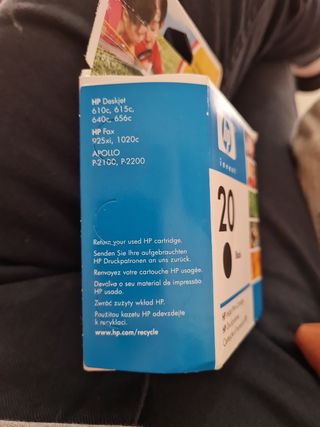 HP Deskjet
610c, 615c,
640c, 656c
HP Fax
925xi, 1020c
APOLLO
P-2100, P-2200
Return your used HP cartridge.
Senden Sie Ihre aufgebrauchten
HP Druckpatronen an uns zurück.
Renvoyez votre cartouche HP usagée.
Devolva o seu material de impressão
HP usado.
Zwróć zużyty wkład HP.
Použitou kazetu HP odevzdejte
k recyklaci.
www.hp.com/recycle
hp
invent
20